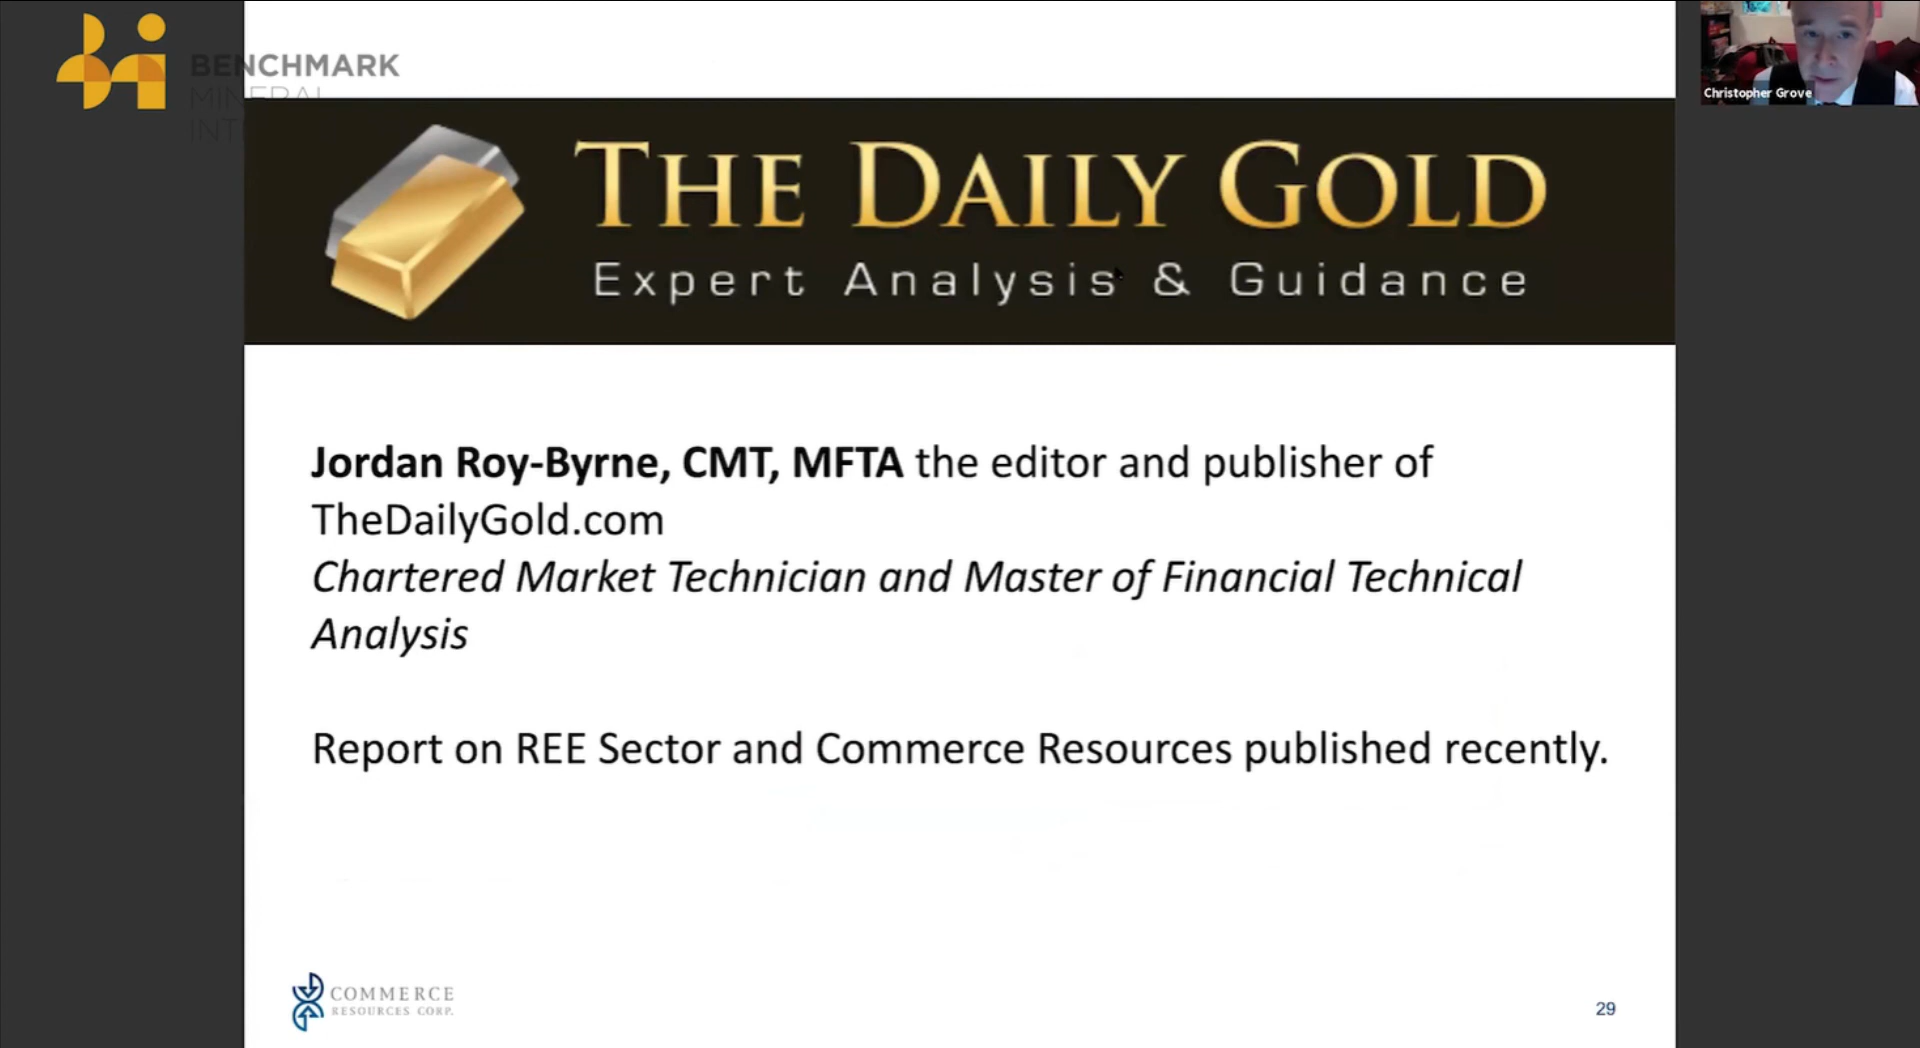 BENCHMARK
MINERAL
Christopher Grove
THE DAILY GOLD
Expert Analysis & Guidance
Jordan Roy-Byrne, CMT, MFTA the editor and publisher of
TheDailyGold.com
Chartered Market Technician and Master of Financial Technical
Analysis
Report on REE Sector and Commerce Resources published recently.
COMMERCE
RESOURCES CORP.
29